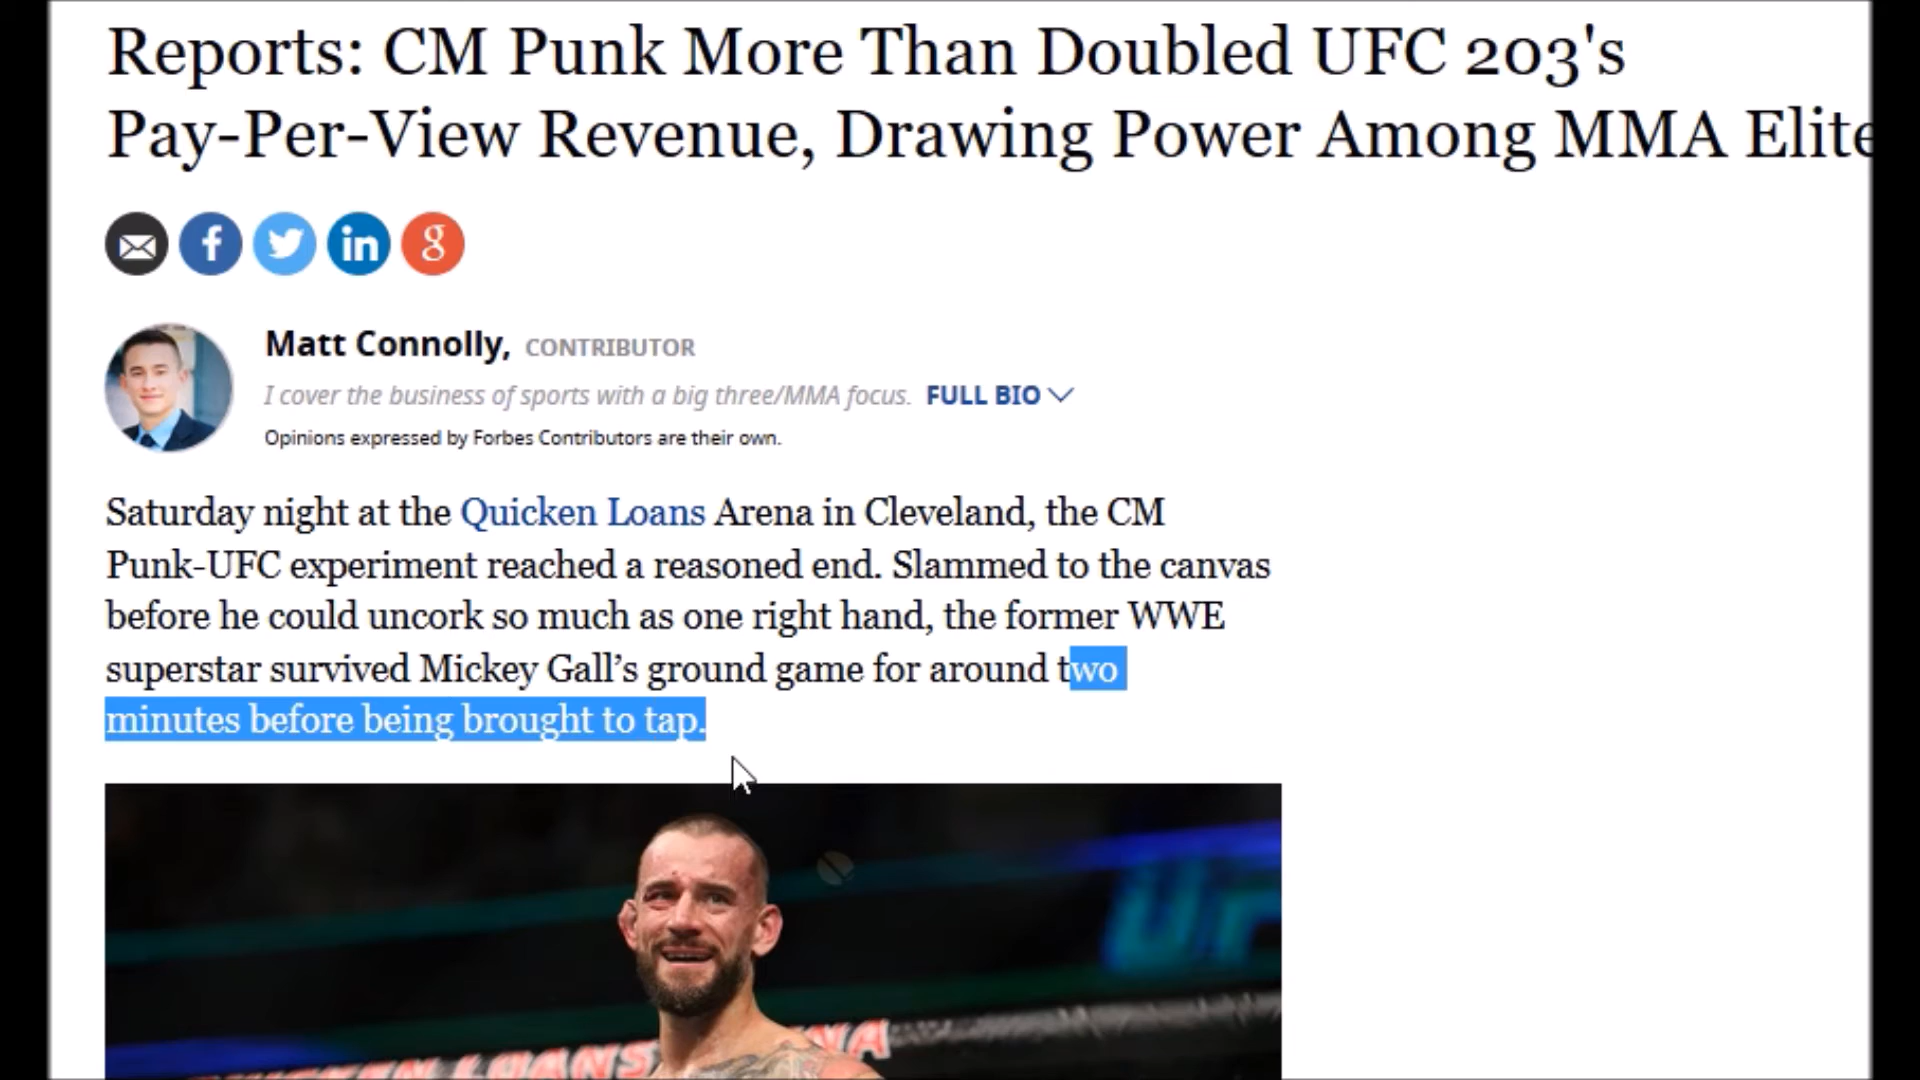 Reports: CM Punk More Than Doubled UFC 203's
Pay-Per-View Revenue, Drawing Power Among MMA Elite
f
in
g
Matt Connolly, CONTRIBUTOR
I cover the business of sports with a big three/MMA focus. FULL BIO
Opinions expressed by Forbes Contributors are their own.
Saturday night at the Quicken Loans Arena in Cleveland, the CM
Punk-UFC experiment reached a reasoned end. Slammed to the canvas
before he could uncork so much as one right hand, the former WWE
superstar survived Mickey Gall’s ground game for around two
minutes before being brought to tap.
UF
LOANS